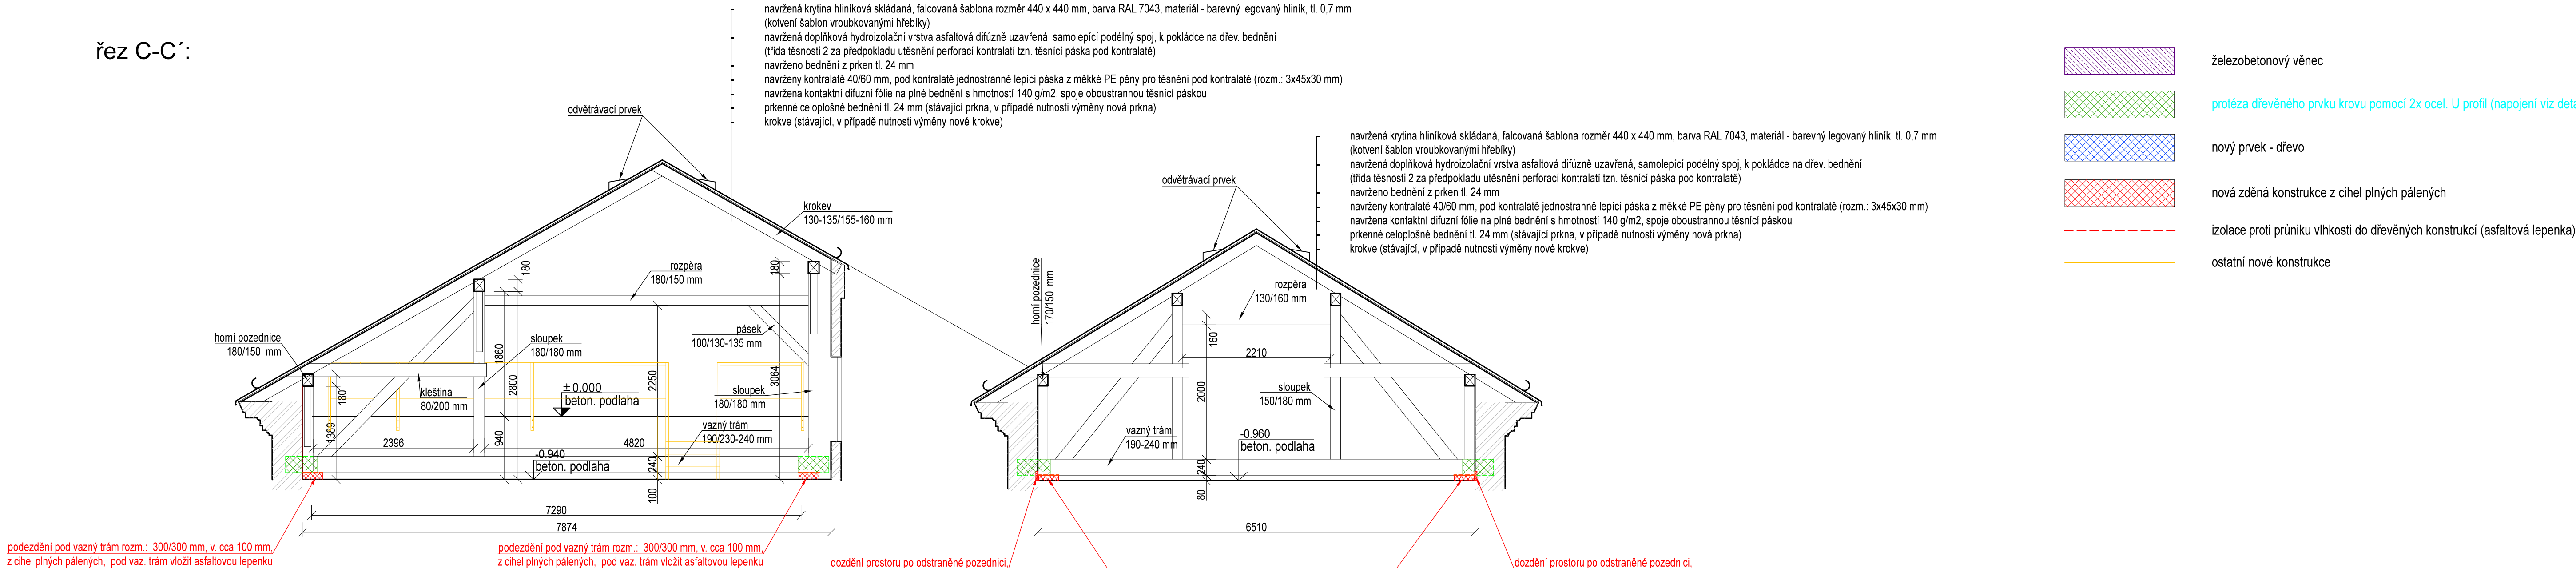 řez C-C´:
navržená krytina hliníková skládaná, falcovaná šablona rozměr 440 x 440 mm, barva RAL 7043, materiál - barevný legovaný hliník, tl. 0,7 mm
(kotvení šablon vroubkovanými hřebíky)
navržená doplňková hydroizolační vrstva asfaltová difúzně uzavřená, samolepící podélný spoj, k pokládce na dřev. bednění
(třída těsnosti 2 za předpokladu utěsnění perforací kontralatí tzn. těsnící páska pod kontralatě)
navrženo bednění z prken tl. 24 mm
navrženy kontralatě 40/60 mm, pod kontralatě jednostranně lepící páska z měkké PE pěny pro těsnění pod kontralatě (rozm.: 3x45x30 mm)
navržena kontaktní difuzní fólie na plné bednění s hmotností 140 g/m2, spoje oboustrannou těsnící páskou
prkenné celoplošné bednění tl. 24 mm (stávající prkna, v případě nutnosti výměny nová prkna)
krokve (stávající, v případě nutnosti výměny nové krokve)
odvětrávací prvek
krokev
130-135/155-160 mm
180
180
rozpěra
180/150 mm
pásek
100/130-135 mm
horní pozednice
180/150 mm
sloupek
180/180 mm
1860
2800
2250
3064
180
1389
kleština
80/200 mm
±0,000
beton. podlaha
sloupek
180/180 mm
vazný trám
190/230-240 mm
2396
940
4820
-0.940
beton. podlaha
240
100
7290
7874
podezdění pod vazný trám rozm.: 300/300 mm, v. cca 100 mm,
z cihel plných pálených, pod vaz. trám vložit asfaltovou lepenku
podezdění pod vazný trám rozm.: 300/300 mm, v. cca 100 mm,
z cihel plných pálených, pod vaz. trám vložit asfaltovou lepenku
navržená krytina hliníková skládaná, falcovaná šablona rozměr 440 x 440 mm, barva RAL 7043, materiál - barevný legovaný hliník, tl. 0,7 mm
(kotvení šablon vroubkovanými hřebíky)
navržená doplňková hydroizolační vrstva asfaltová difúzně uzavřená, samolepící podélný spoj, k pokládce na dřev. bednění
(třída těsnosti 2 za předpokladu utěsnění perforací kontralatí tzn. těsnící páska pod kontralatě)
navrženo bednění z prken tl. 24 mm
navrženy kontralatě 40/60 mm, pod kontralatě jednostranně lepící páska z měkké PE pěny pro těsnění pod kontralatě (rozm.: 3x45x30 mm)
navržena kontaktní difuzní fólie na plné bednění s hmotností 140 g/m2, spoje oboustrannou těsnící páskou
prkenné celoplošné bednění tl. 24 mm (stávající prkna, v případě nutnosti výměny nová prkna)
krokve (stávající, v případě nutnosti výměny nové krokve)
odvětrávací prvek
horní pozednice
170/150 mm
rozpěra
130/160 mm
160
2210
2000
sloupek
150/180 mm
vazný trám
190-240 mm
-0.960
beton. podlaha
240
80
6510
dozdění prostoru po odstraněné pozednici,
dozdění prostoru po odstraněné pozednici,
železobetonový věnec
protéza dřevěného prvku krovu pomocí 2x ocel. U profil (napojení viz
nový prvek - dřevo
nová zděná konstrukce z cihel plných pálených
izolace proti průniku vlhkosti do dřevěných konstrukcí (asfaltová lepenka)
ostatní nové konstrukce